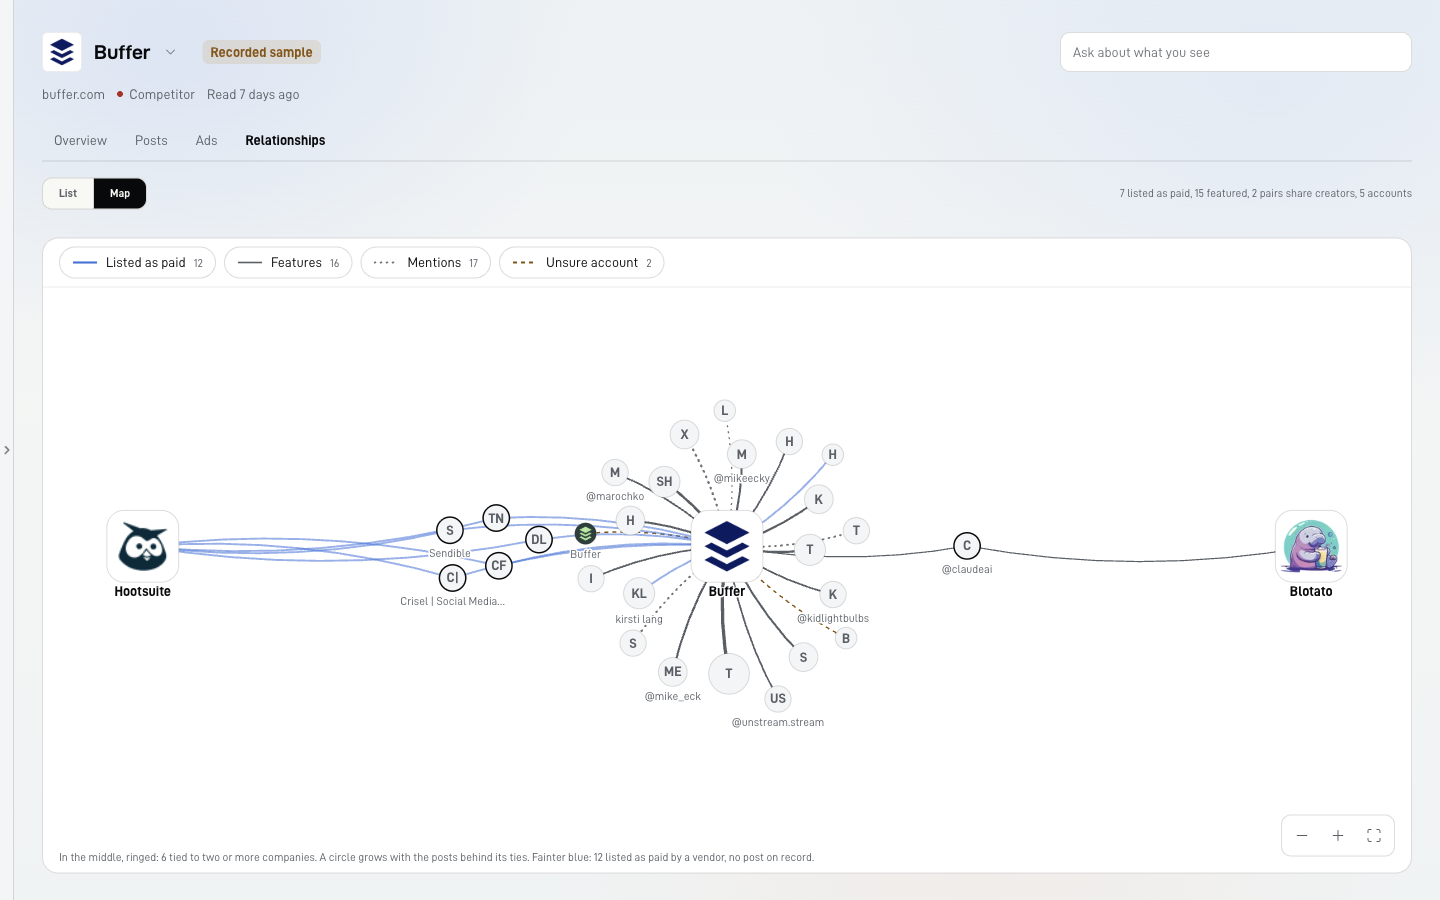 Buffer
Recorded sample
Ask about what you see
buffer.com Competitor Read 7 days ago
Overview Posts Ads Relationships
List Map
7 listed as paid, 15 featured, 2 pairs share creators, 5 accounts
Listed as paid 12 Features 16 Mentions 17 Unsure account 2
L
X
H
M
H
@mikeecky
M
SH
@marochko
K
TN
H
S
T
DL
Buffer
T
C
Sendible
@claudeai
CF
C|
I
Crisel | Social Media...
KL
K
Hootsuite
Buffer
Blotato
kirsti lang
@kidlightbulbs
S
B
S
ME
T
@mike_eck
US
@unstream.stream
In the middle, ringed: 6 tied to two or more companies. A circle grows with the posts behind its ties. Fainter blue: 12 listed as paid by a vendor, no post on record.